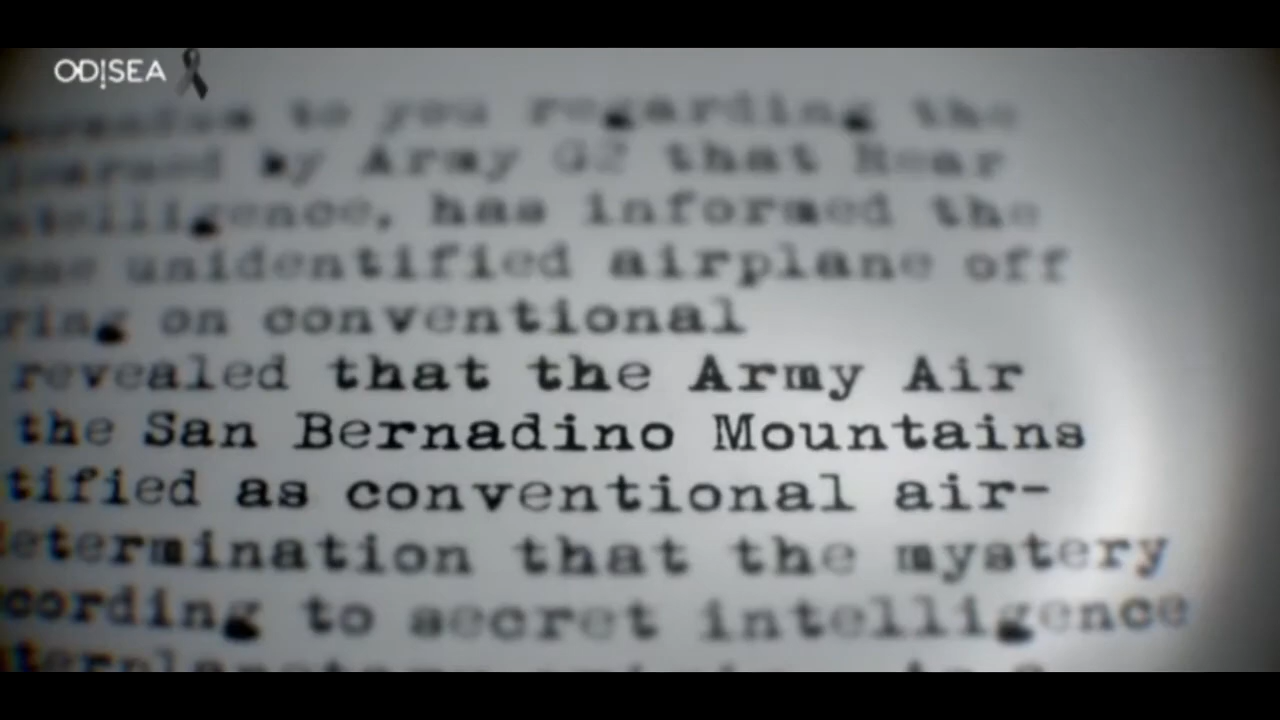 OD!SEA
to you regarding the
by Army G2 that Rear
has informed the
unidentified airplane off
on conventional
revealed that the Army Air
the San Bernadino Mountains
tified as conventional air-
etermination that the mystery
cording to secret intelligence